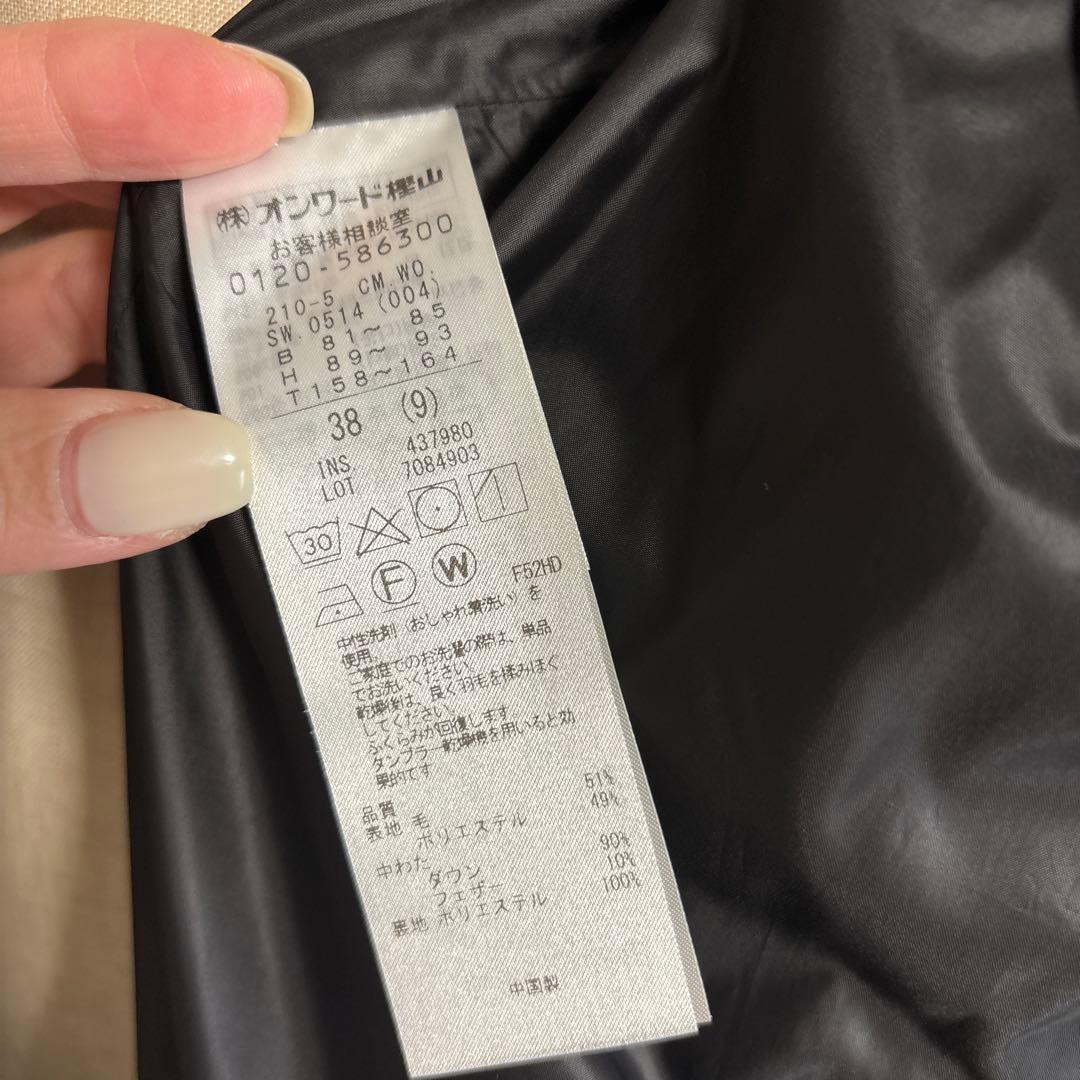 (株)オンワード樫山
お客様相談室
0120-586300
210-5 CM.WO.
SW.0514 (004)
B 81～ 85
H 89～ 93
T158～164
38 (9)
INS. 437980
LOT 7084903
30
F W
F52HD
中性洗剤（おしゃれ着洗い）を
使用
ご家庭でのお洗濯の際は、単品
でお洗いください。
乾燥後は、良く羽毛を揉みほぐ
してください。
ふくらみが回復します
タンブラー乾燥機を用いると効
果的です
品質
表地 毛 51%
ポリエステル 49%
中わた
ダウン 90%
フェザー 10%
裏地 ポリエステル 100%
中国製